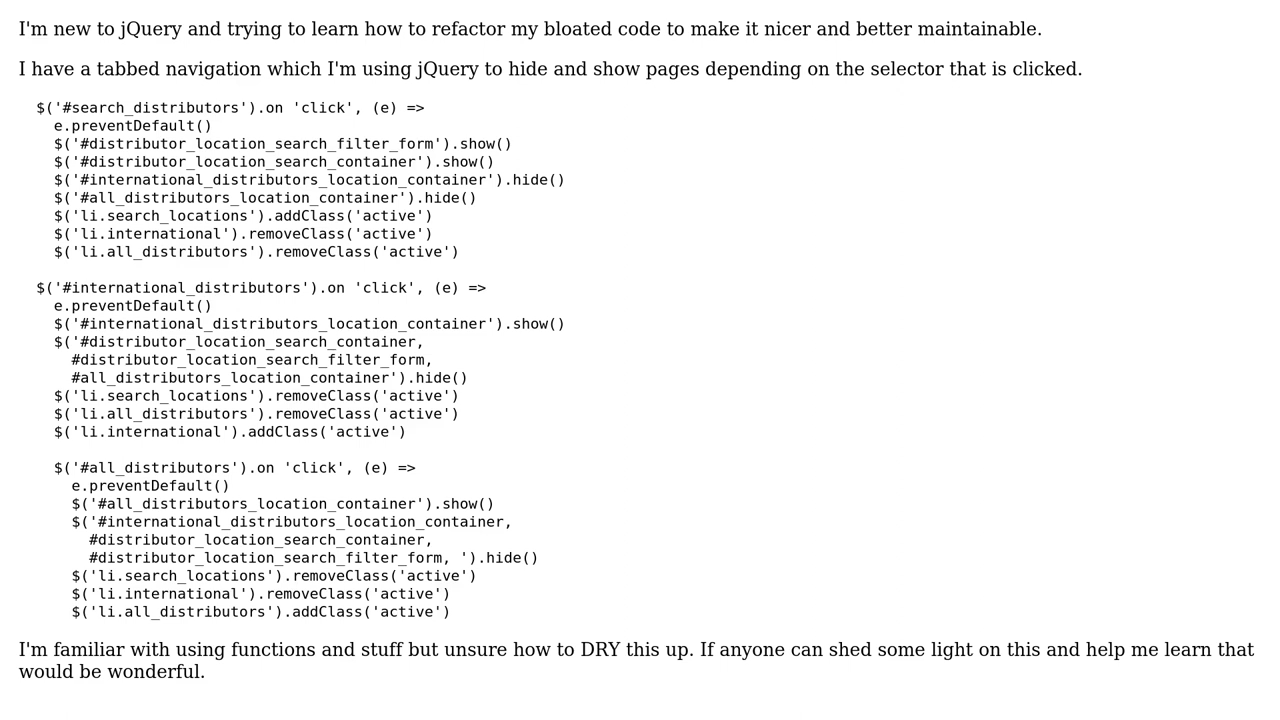 I'm new to jQuery and trying to learn how to refactor my bloated code to make it nicer and better maintainable.
I have a tabbed navigation which I'm using jQuery to hide and show pages depending on the selector that is clicked.
$('#search_distributors').on 'click', (e) =>
e.preventDefault()
$('#distributor_location_search_filter_form').show()
$('#distributor_location_search_container').show()
$('#international_distributors_location_container').hide()
$('#all_distributors_location_container').hide()
$('li.search_locations').addClass('active')
$('li.international').removeClass('active')
$('li.all_distributors').removeClass('active')
$('#international_distributors').on 'click', (e) =>
e.preventDefault()
$('#international_distributors_location_container').show()
$('#distributor_location_search_container,
#distributor_location_search_filter_form,
#all_distributors_location_container').hide()
$('li.search_locations').removeClass('active')
$('li.all_distributors').removeClass('active')
$('li.international').addClass('active')
$('#all_distributors').on 'click', (e) =>
e.preventDefault()
$('#all_distributors_location_container').show()
$('#international_distributors_location_container,
#distributor_location_search_container,
#distributor_location_search_filter_form, ').hide()
$('li.search_locations').removeClass('active')
$('li.international').removeClass('active')
$('li.all_distributors').addClass('active')
I'm familiar with using functions and stuff but unsure how to DRY this up. If anyone can shed some light on this and help me learn that
would be wonderful.